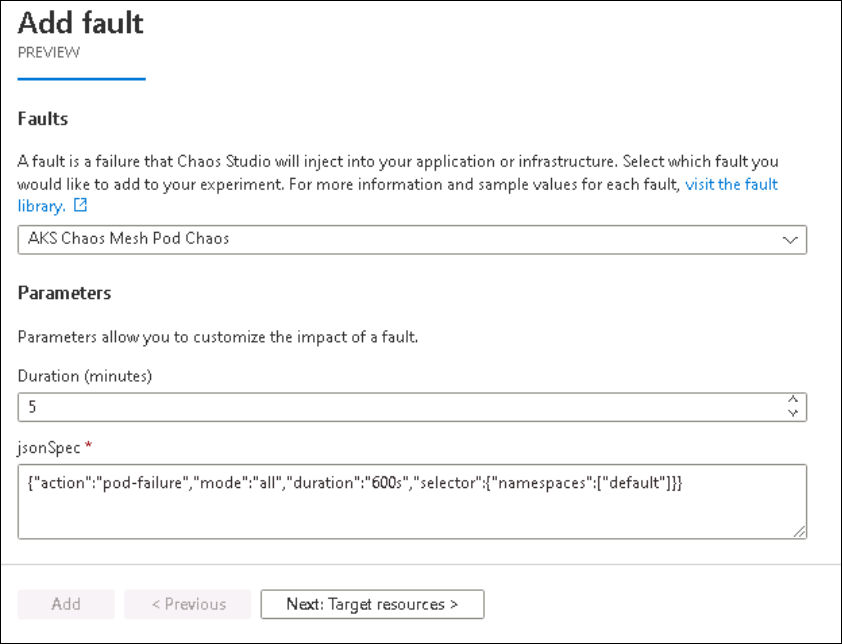 Add fault
PREVIEW
Faults
A fault is a failure that Chaos Studio will inject into your application or infrastructure. Select which fault you
would like to add to your experiment. For more information and sample values for each fault, visit the fault
library.
AKS Chaos Mesh Pod Chaos
Parameters
Parameters allow you to customize the impact of a fault.
Duration (minutes)
5
jsonSpec *
{"action":"pod-failure","mode":"all","duration":"600s","selector":{"namespaces":["default"]}}
Add
< Previous
Next: Target resources >